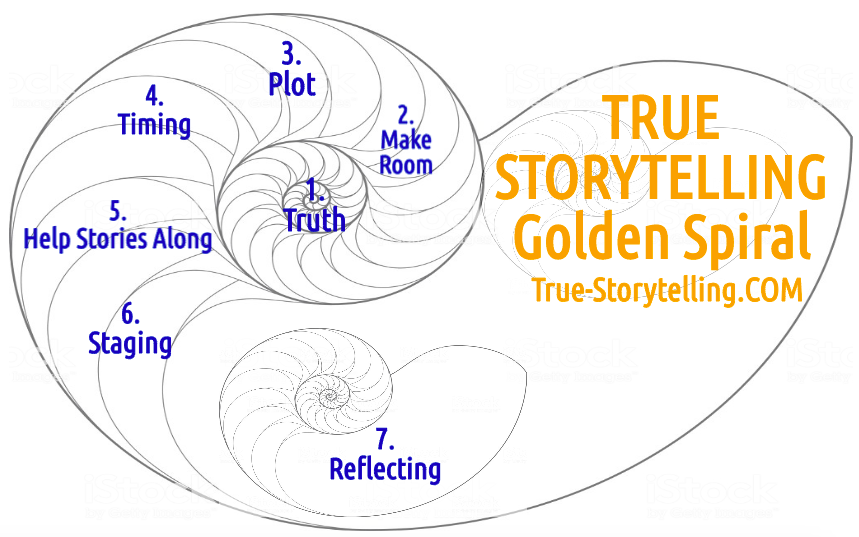 1.
Truth
2.
Make
Room
3.
Plot
4.
Timing
5.
Help Stories Along
6.
Staging
7.
Reflecting
TRUE
STORYTELLING
Golden Spiral
True-Storytelling.COM
iStock